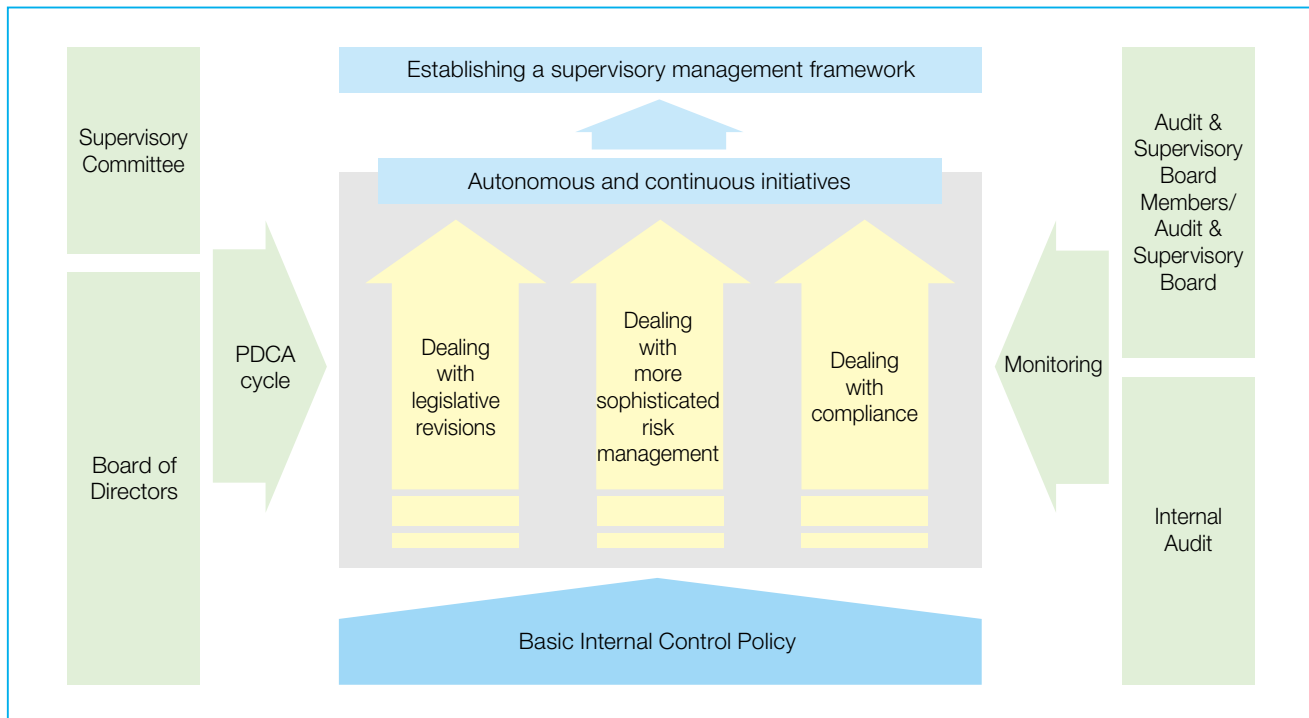 Establishing a supervisory management framework
Supervisory
Committee
Audit &
Supervisory
Board
Members/
Audit &
Supervisory
Board
Autonomous and continuous initiatives
PDCA
cycle
Dealing
with
legislative
revisions
Dealing
with
more
sophisticated
risk
management
Dealing
with
compliance
Monitoring
Board of
Directors
Internal
Audit
Basic Internal Control Policy